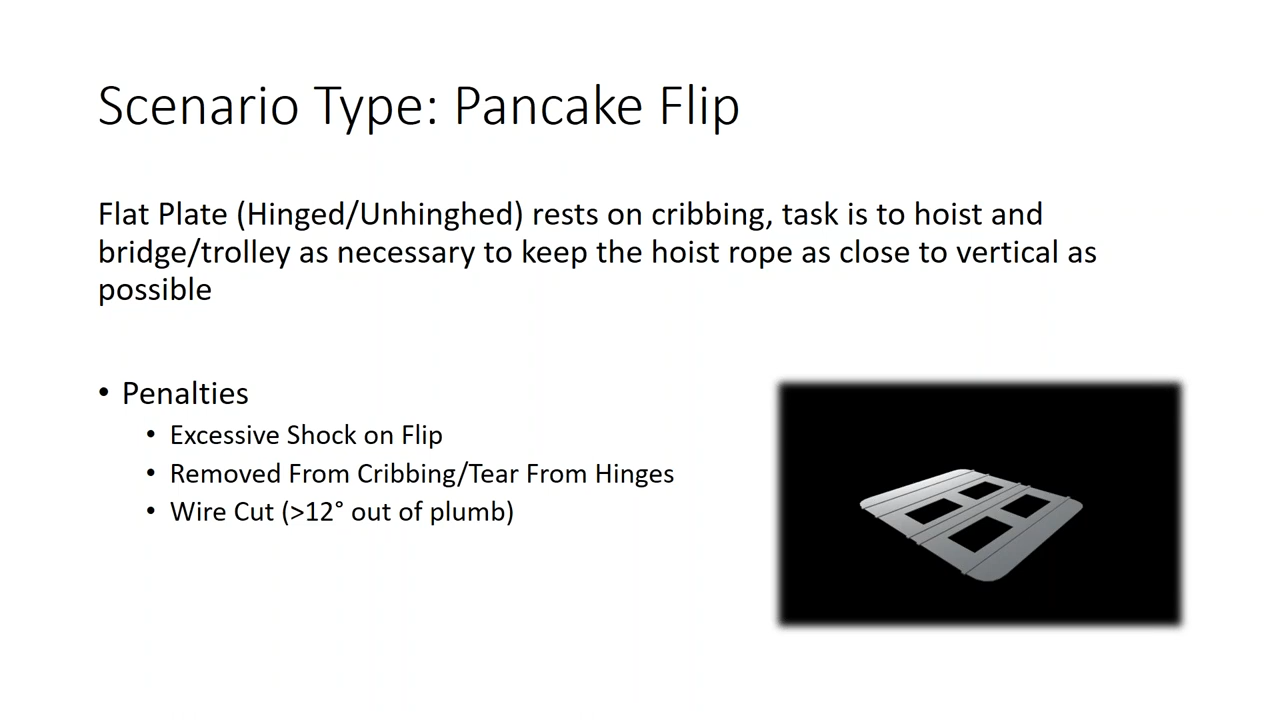 Scenario Type: Pancake Flip
Flat Plate (Hinged/Unhinghed) rests on cribbing, task is to hoist and
bridge/trolley as necessary to keep the hoist rope as close to vertical as
possible
• Penalties
• Excessive Shock on Flip
• Removed From Cribbing/Tear From Hinges
• Wire Cut (>12° out of plumb)